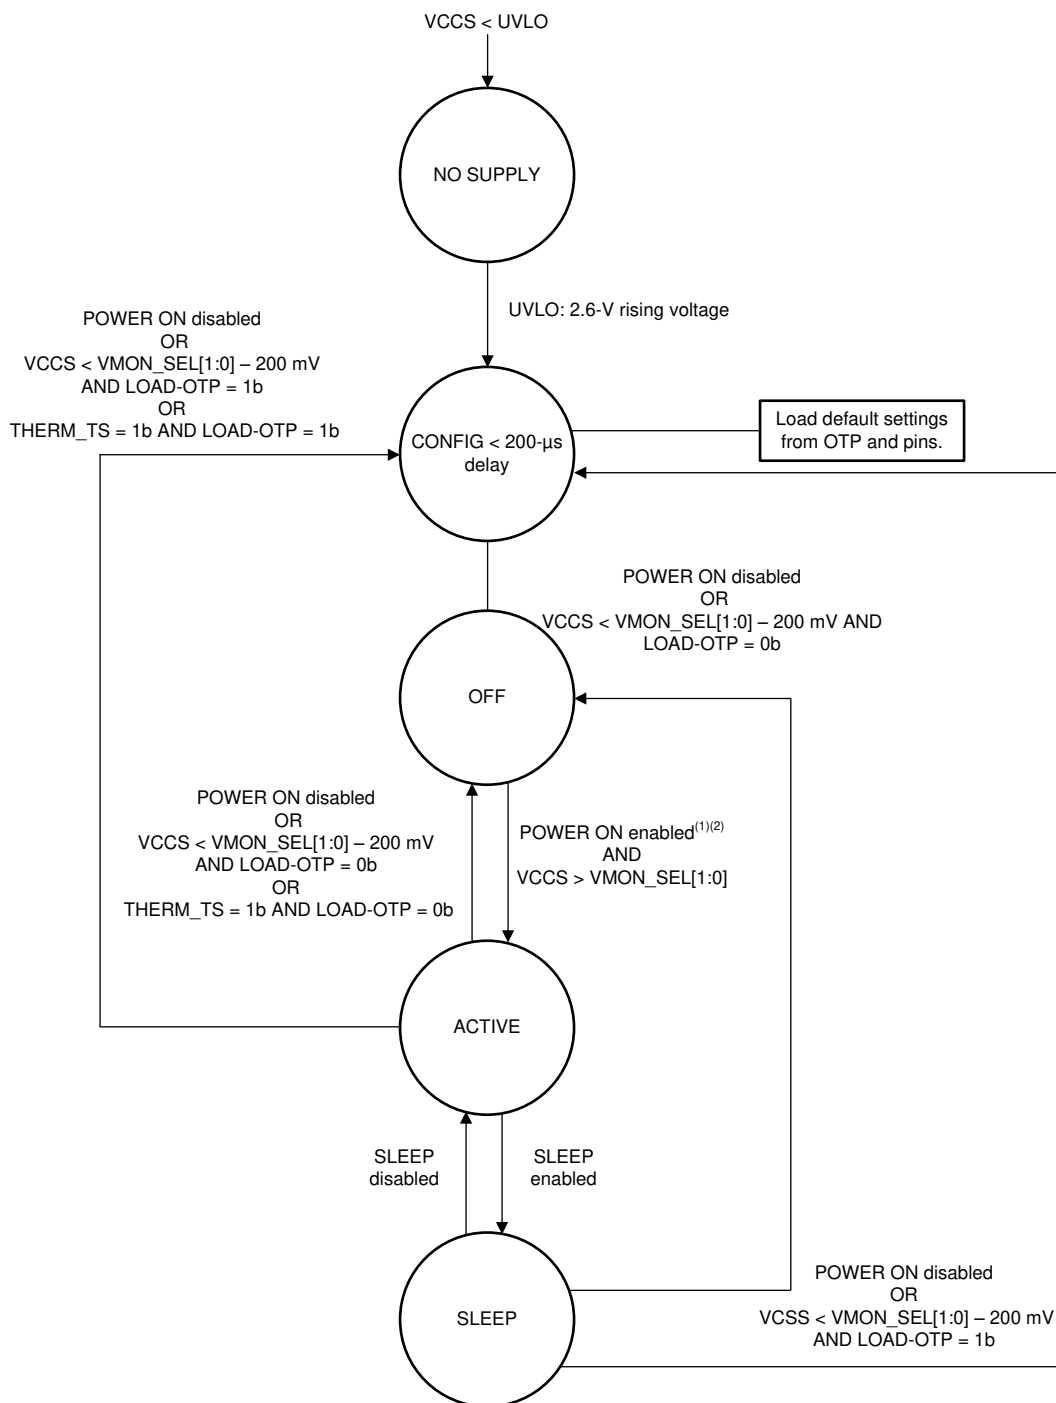 VCCS < UVLO
NO SUPPLY
UVLO: 2.6-V rising voltage
POWER ON disabled
OR
VCCS < VMON_SEL[1:0] – 200 mV
AND LOAD-OTP = 1b
OR
THERM_TS = 1b AND LOAD-OTP = 1b
CONFIG < 200-μs
delay
Load default settings
from OTP and pins.
POWER ON disabled
OR
VCCS < VMON_SEL[1:0] – 200 mV AND
LOAD-OTP = 0b
OFF
POWER ON disabled
OR
VCCS < VMON_SEL[1:0] – 200 mV
AND LOAD-OTP = 0b
OR
THERM_TS = 1b AND LOAD-OTP = 0b
POWER ON enabled(1)(2)
AND
VCCS > VMON_SEL[1:0]
ACTIVE
SLEEP
disabled
SLEEP
enabled
SLEEP
POWER ON disabled
OR
VCSS < VMON_SEL[1:0] – 200 mV
AND LOAD-OTP = 1b